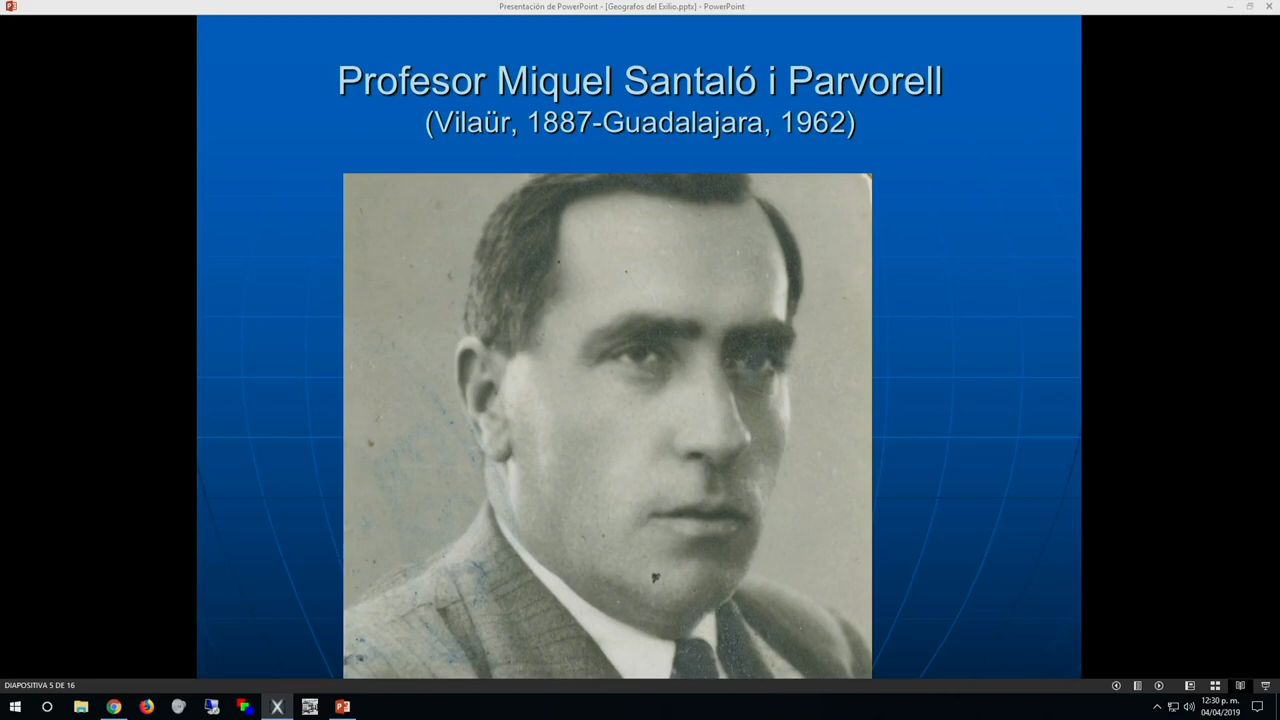 Presentación de PowerPoint - [Geografos del Exilio.pptx] - PowerPoint
Profesor Miquel Santaló i Parvorell
(Vilaür, 1887-Guadalajara, 1962)
DIAPOSITIVA 5 DE 16
12:30 p. m.
04/04/2019